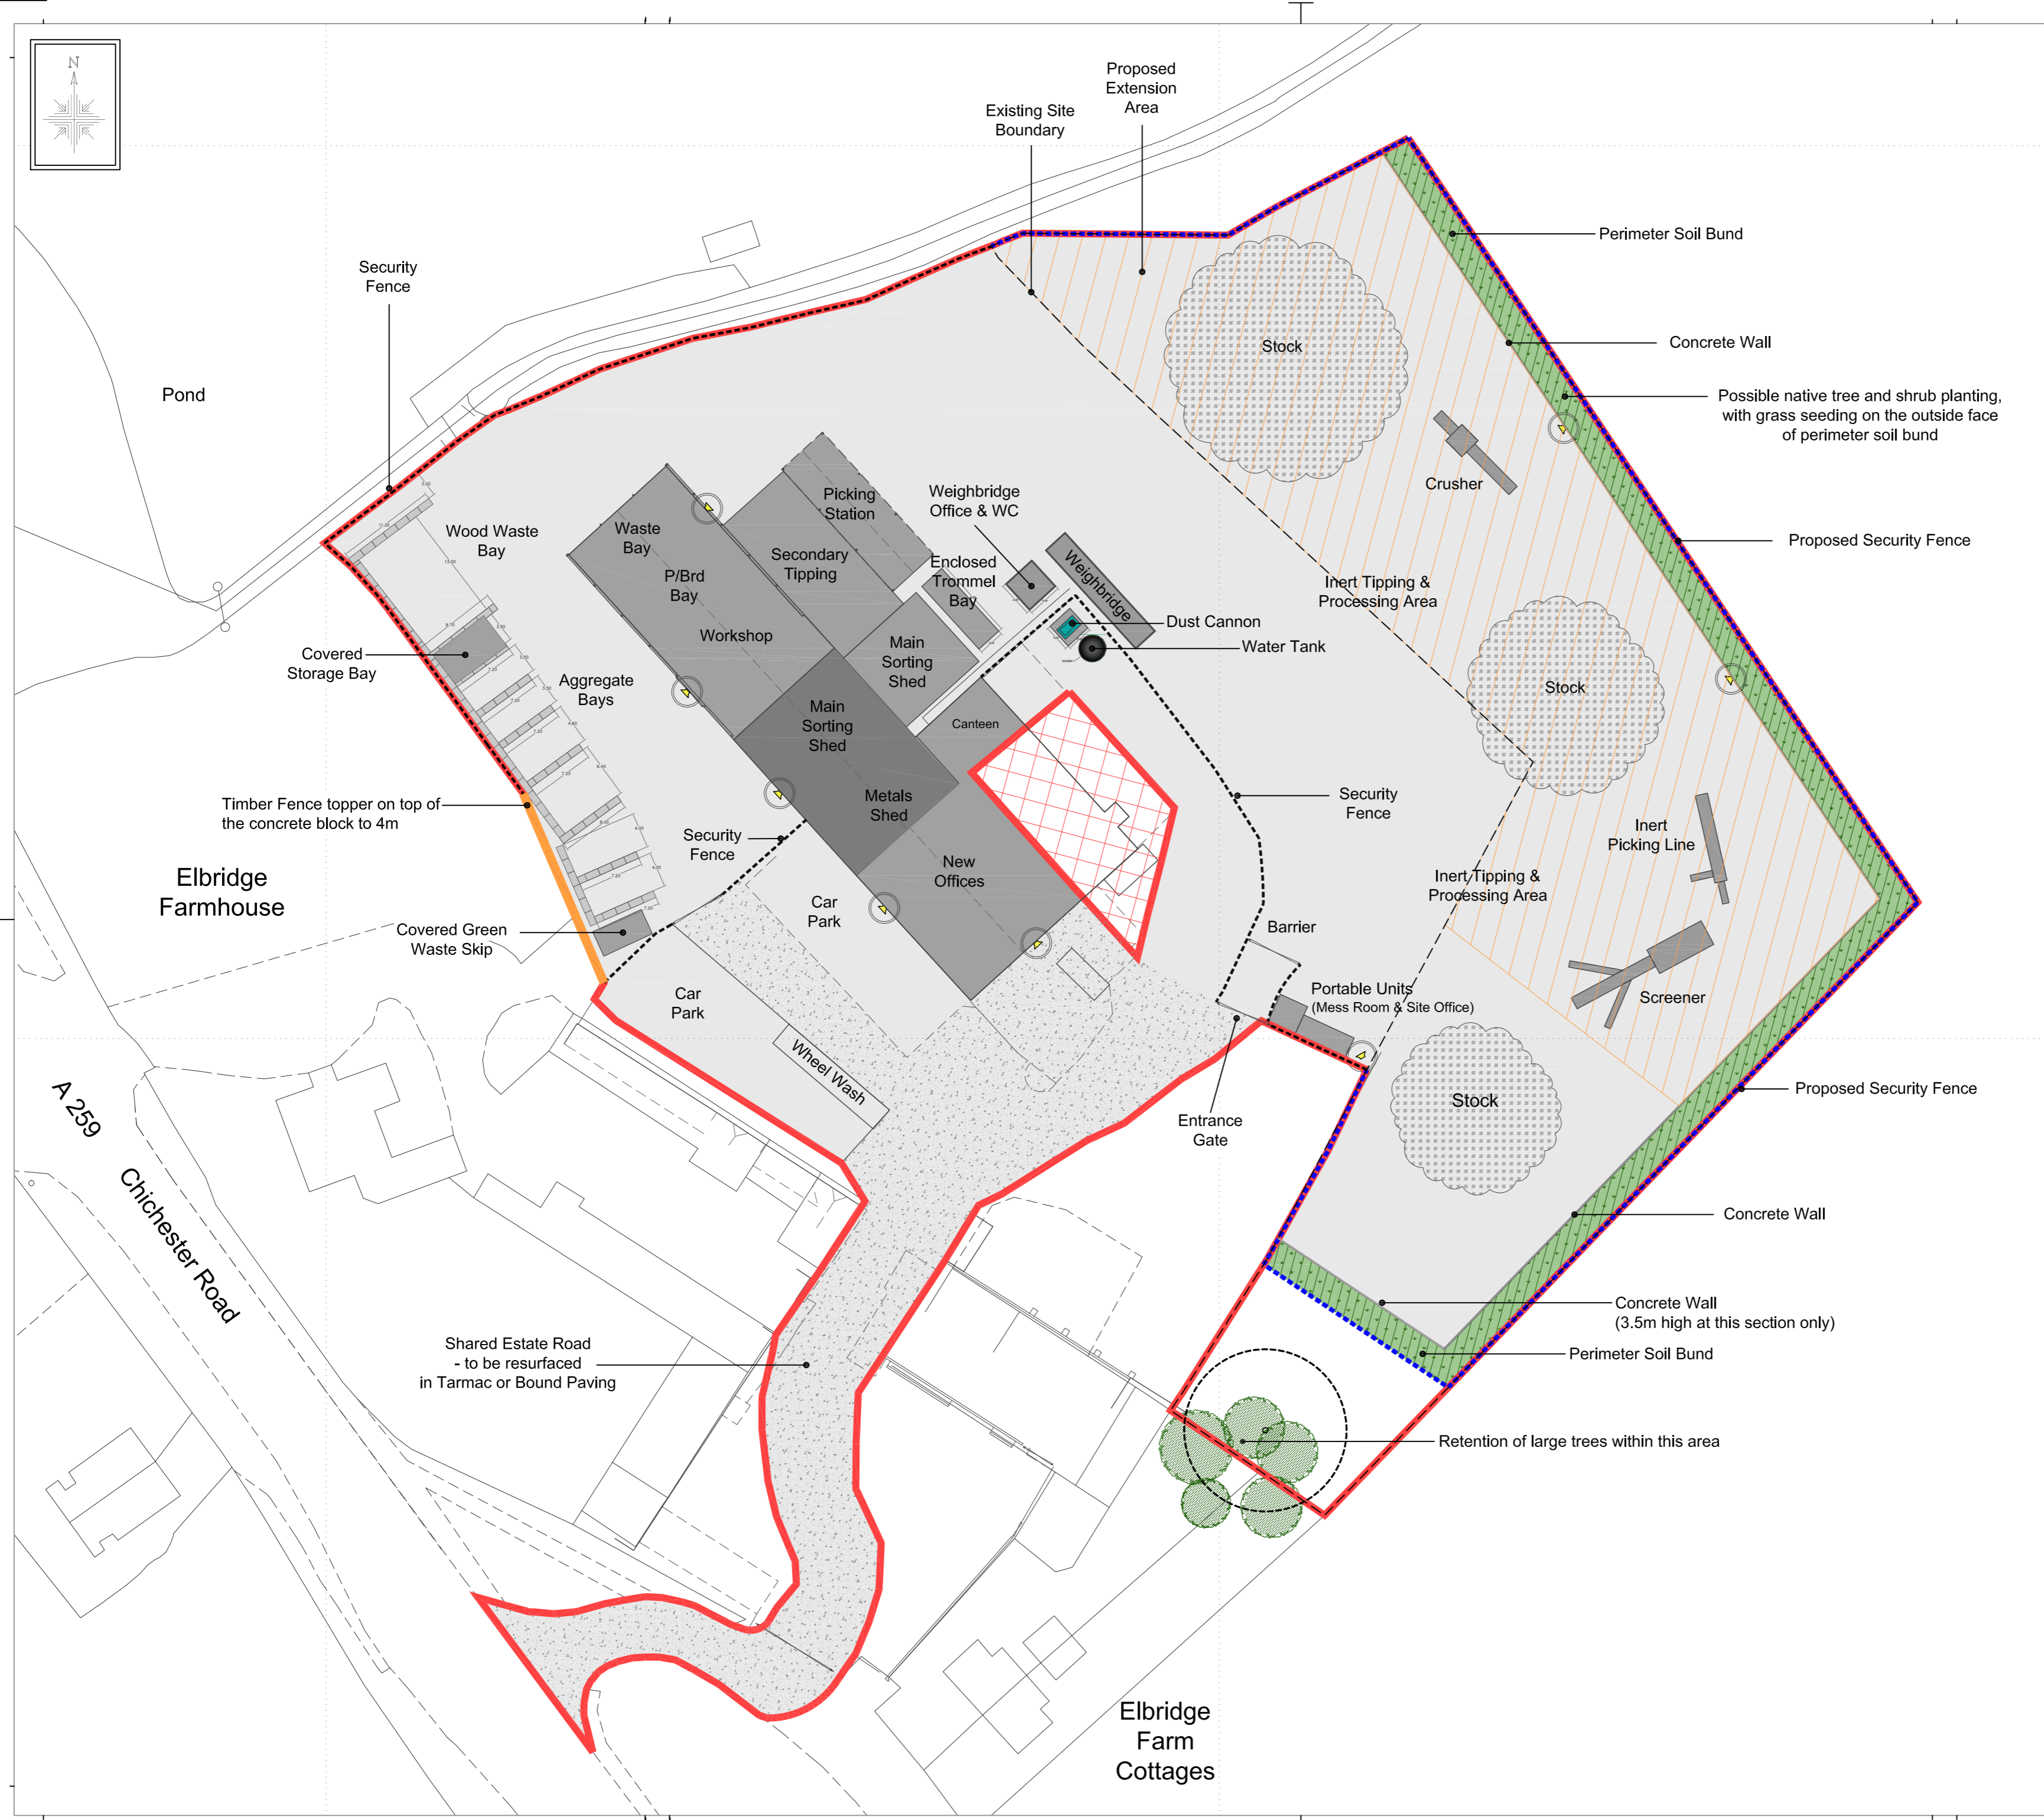 N
Proposed
Extension
Area
Existing Site
Boundary
Perimeter Soil Bund
Security
Fence
Concrete Wall
Stock
Pond
Possible native tree and shrub planting,
with grass seeding on the outside face
of perimeter soil bund
Crusher
Picking
Station
Weighbridge
Office & WC
Wood Waste
Bay
Waste
Bay
Proposed Security Fence
Secondary
Tipping
Enclosed
Trommel
Bay
Weighbridge
P/Brd
Bay
Inert Tipping &
Processing Area
Workshop
Dust Cannon
Water Tank
Main
Sorting
Shed
Covered
Storage Bay
Aggregate
Bays
Stock
Main
Sorting
Shed
Canteen
Timber Fence topper on top of
the concrete block to 4m
Metals
Shed
Security
Fence
Security
Fence
Inert
Picking Line
Elbridge
Farmhouse
New
Offices
Inert Tipping &
Processing Area
Car
Park
Covered Green
Waste Skip
Barrier
Car
Park
Portable Units
(Mess Room & Site Office)
Screener
Wheel Wash
A 259
Chichester Road
Stock
Proposed Security Fence
Entrance
Gate
Concrete Wall
Concrete Wall
(3.5m high at this section only)
Shared Estate Road
- to be resurfaced
in Tarmac or Bound Paving
Perimeter Soil Bund
Retention of large trees within this area
Elbridge
Farm
Cottages